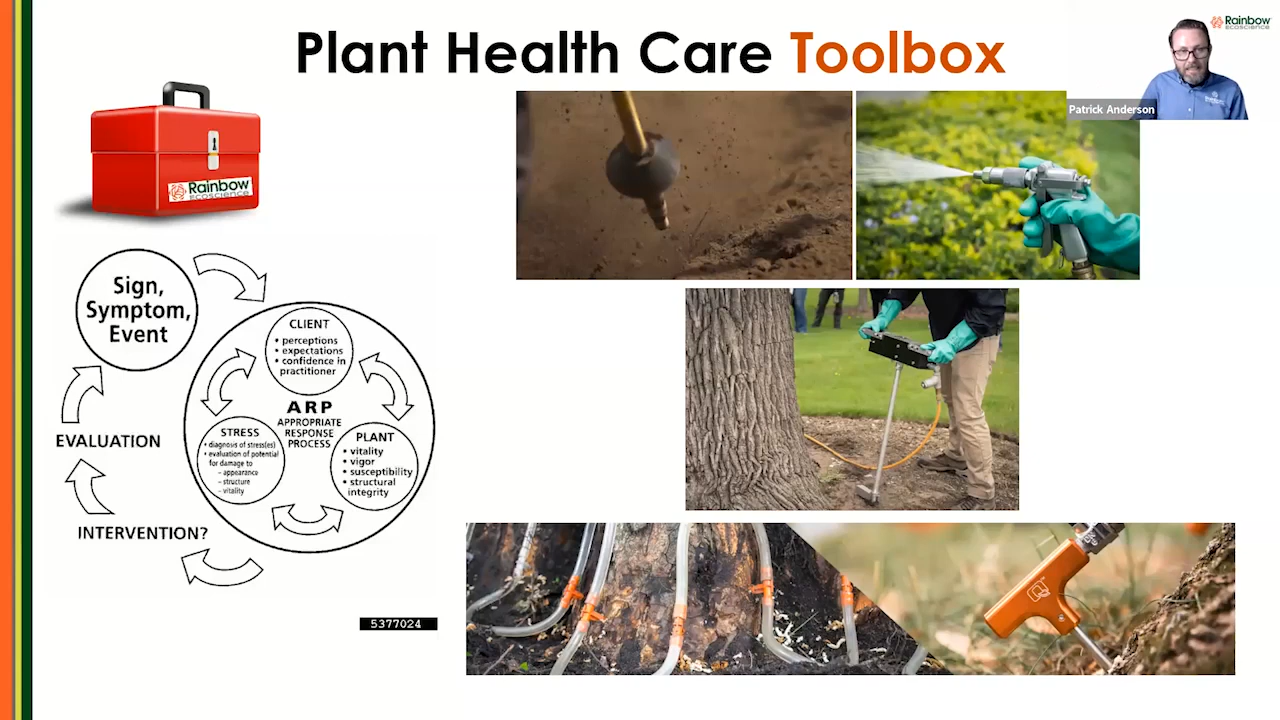 Plant Health Care Toolbox
Rainbow
ecoscience
Patrick Anderson
Rainbow
ecoscience
Sign,
Symptom,
Event
CLIENT
• perceptions
• expectations
• confidence in
practitioner
ARP
APPROPRIATE
RESPONSE
PROCESS
STRESS
• diagnosis of stress(es)
• evaluation of potential
for damage to
– appearance
– structure
– vitality
PLANT
• vitality
• vigor
• susceptibility
• structural
integrity
EVALUATION
INTERVENTION?
5377024